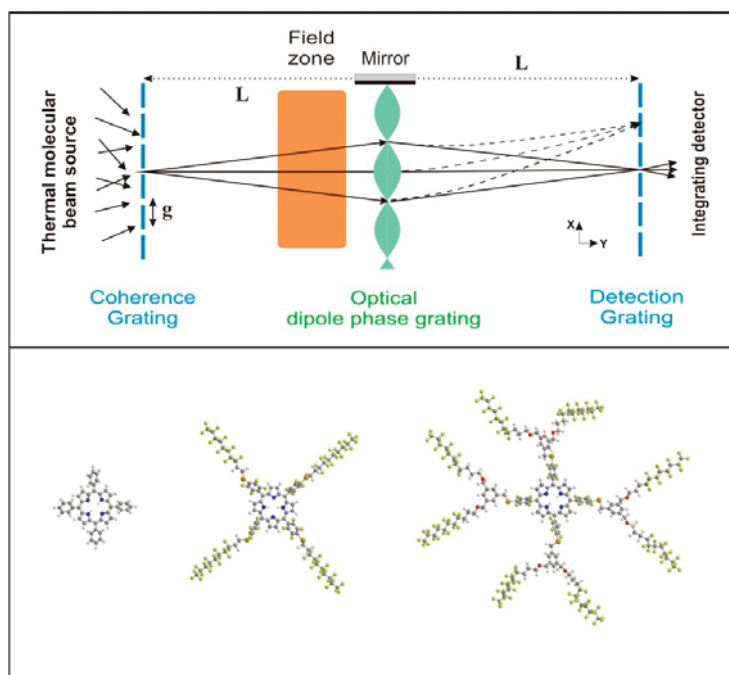 Field
zone
Mirror
L
L
Thermal molecular
beam source
g
X
Y
Integrating detector
Coherence
Grating
Optical
dipole phase grating
Detection
Grating